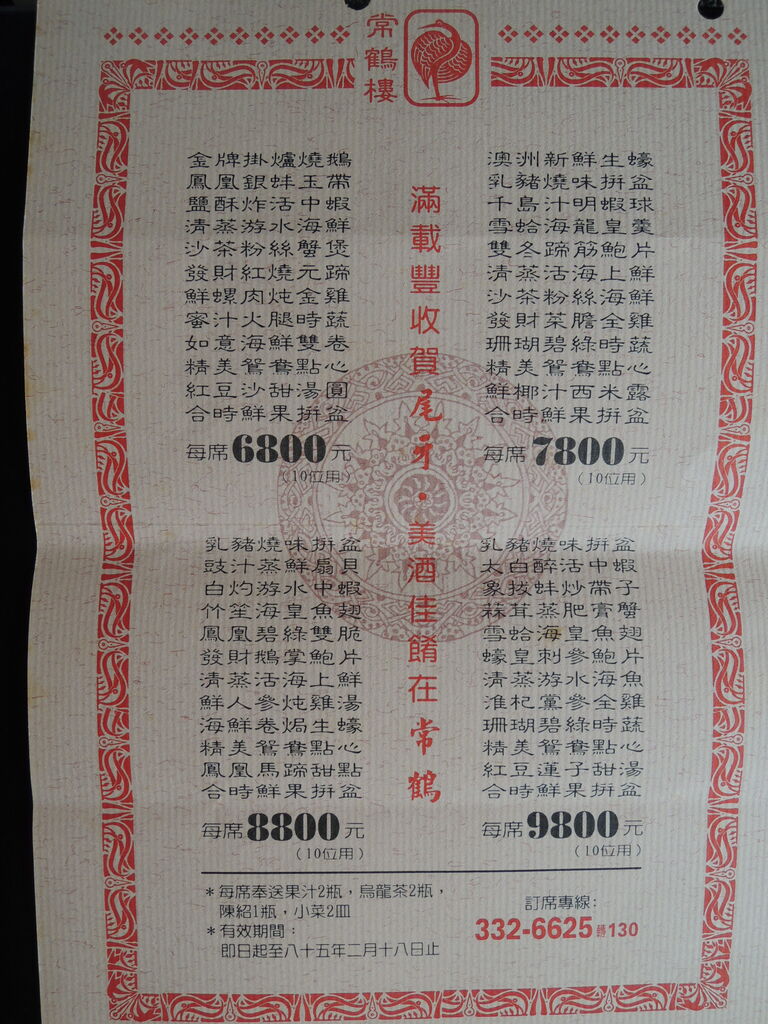 常鶴樓
滿載豐收賀尾牙・美酒佳餚在常鶴
金牌掛爐燒鵝
鳳凰銀蚌玉帶
鹽酥炸活中蝦
清蒸游水海鮮
沙茶粉絲蟹煲
發財紅燒元蹄
鮮螺肉炖金雞
蜜汁火腿時蔬
如意海鮮雙卷
精美鴛鴦點心
紅豆沙甜湯圓
合時鮮果拼盆
每席6800元
(10位用)
澳洲新鮮生蠔
乳豬燒味拼盆
千島汁明蝦球
雪蛤海龍皇羹
雙冬蹄筋鮑片
清蒸活海上鮮
沙茶粉絲海鮮
發財菜膽全雞
珊瑚碧綠時蔬
精美鴛鴦點心
鮮椰汁西米露
合時鮮果拼盆
每席7800元
(10位用)
乳豬燒味拼盆
豉汁蒸鮮扇貝
白灼游水中蝦
竹笙海皇魚翅
鳳凰碧綠雙脆
發財鵝掌鮑片
清蒸活海上鮮
鮮人參炖雞湯
海鮮卷焗生蠔
精美鴛鴦點心
鳳凰馬蹄甜點
合時鮮果拼盆
每席8800元
(10位用)
乳豬燒味拼盆
太白醉活中蝦
象拔蚌炒帶子
蒜茸蒸肥膏蟹
雪蛤海皇魚翅
蠔皇刺參鮑片
清蒸游水海魚
淮杞黨參全雞
珊瑚碧綠時蔬
精美鴛鴦點心
紅豆蓮子甜湯
合時鮮果拼盆
每席9800元
(10位用)
＊每席奉送果汁2瓶，烏龍茶2瓶，
陳紹1瓶，小菜2皿
＊有效期間：
即日起至八十五年二月十八日止
訂席專線：
332-6625轉130